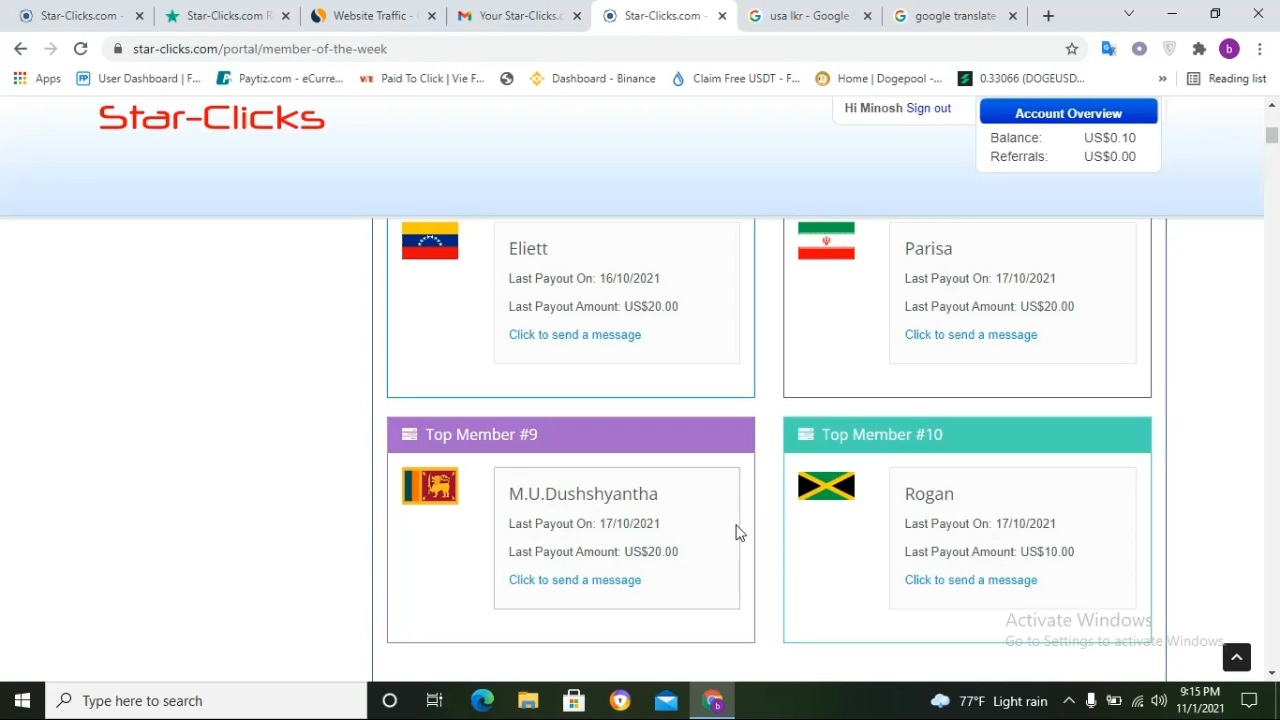 Star-Clicks.com
Star-Clicks.com R
Website Traffic -
Your Star-Clicks.c
Star-Clicks.com
usa lkr - Google
google translate
star-clicks.com/portal/member-of-the-week
b
Apps
User Dashboard | F...
Paytiz.com - eCurre...
Paid To Click | Vie F...
Dashboard - Binance
Claim Free USDT - F...
Home | Dogepool -...
0.33066 (DOGEUSD...
»
Reading list
Star-Clicks
Hi Minosh Sign out
Account Overview
Balance: US$0.10
Referrals: US$0.00
Eliett
Last Payout On: 16/10/2021
Last Payout Amount: US$20.00
Click to send a message
Parisa
Last Payout On: 17/10/2021
Last Payout Amount: US$20.00
Click to send a message
Top Member #9
M.U.Dushshyantha
Last Payout On: 17/10/2021
Last Payout Amount: US$20.00
Click to send a message
Top Member #10
Rogan
Last Payout On: 17/10/2021
Last Payout Amount: US$10.00
Click to send a message
Activate Windows
Go to Settings to activate Windows.
Type here to search
77°F Light rain
9:15 PM
11/1/2021